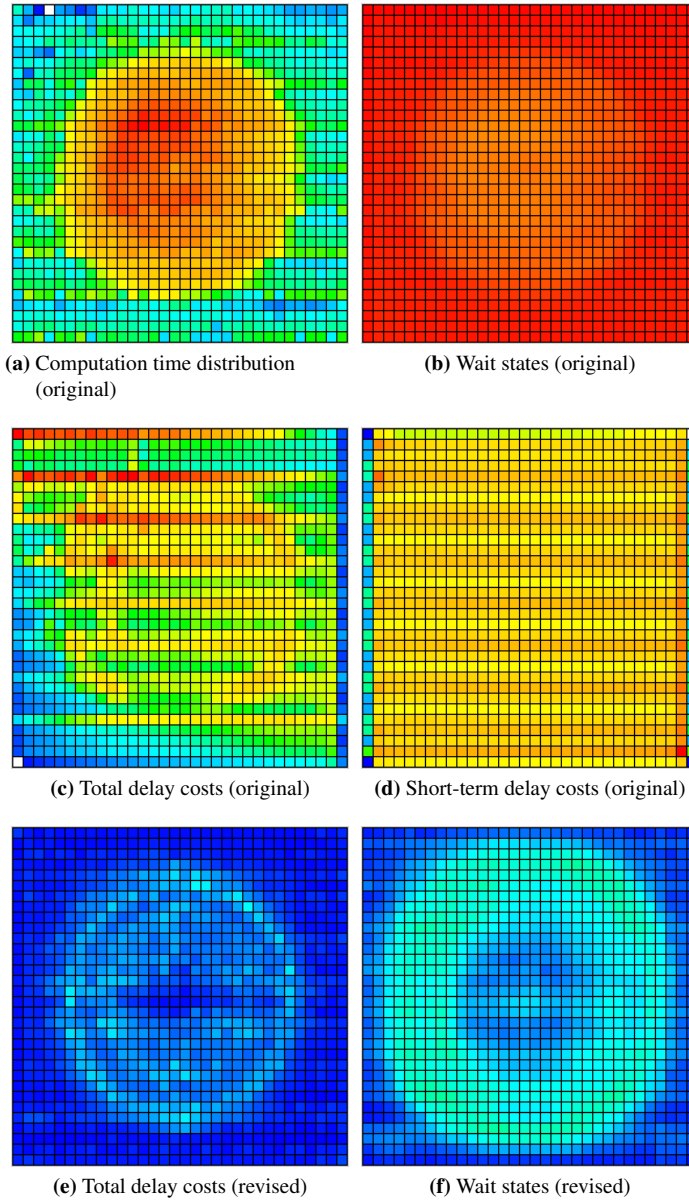 (a) Computation time distribution
(original)
(b) Wait states (original)
(c) Total delay costs (original)
(d) Short-term delay costs (original)
(e) Total delay costs (revised)
(f) Wait states (revised)